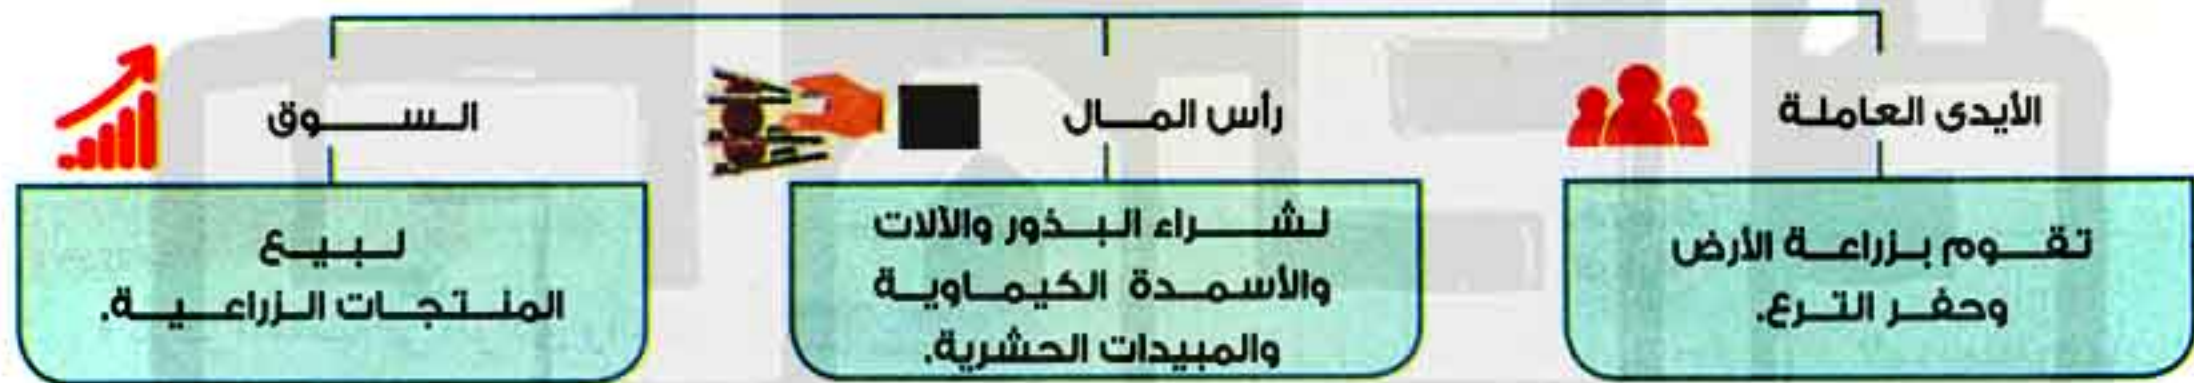 الأيدى العاملة
تقوم بزراعة الأرض
وحفر الترع.
رأس المال
لشراء البذور والآلات
والأسمدة الكيماوية
والمبيدات الحشرية.
السوق
لبيع
المنتجات الزراعية.